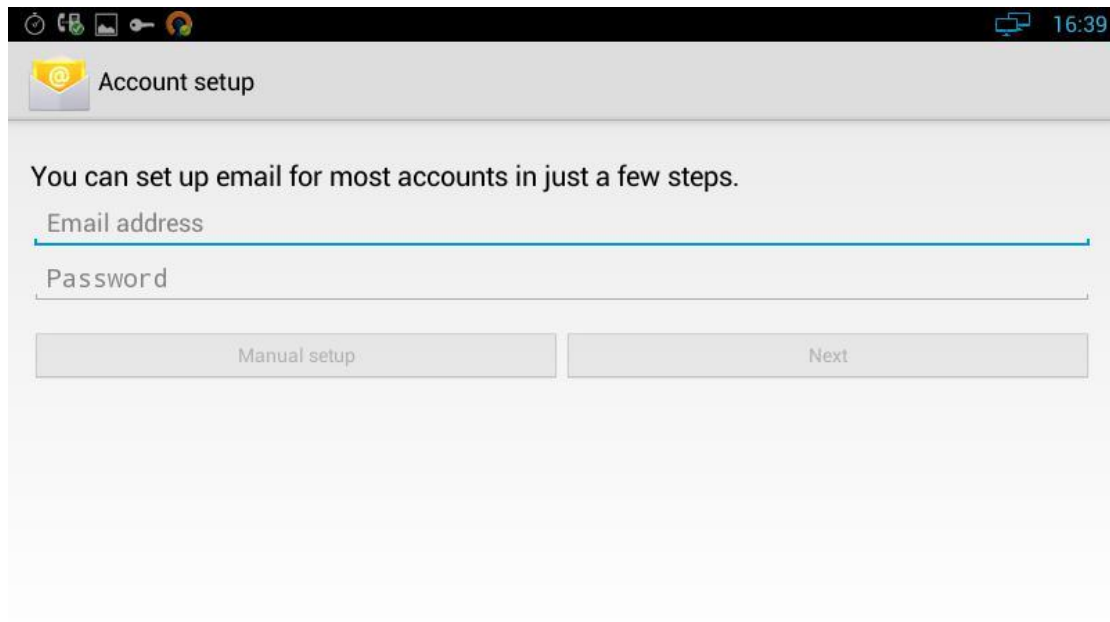 16:39
@
Account setup
You can set up email for most accounts in just a few steps.
Email address
Password
Manual setup Next